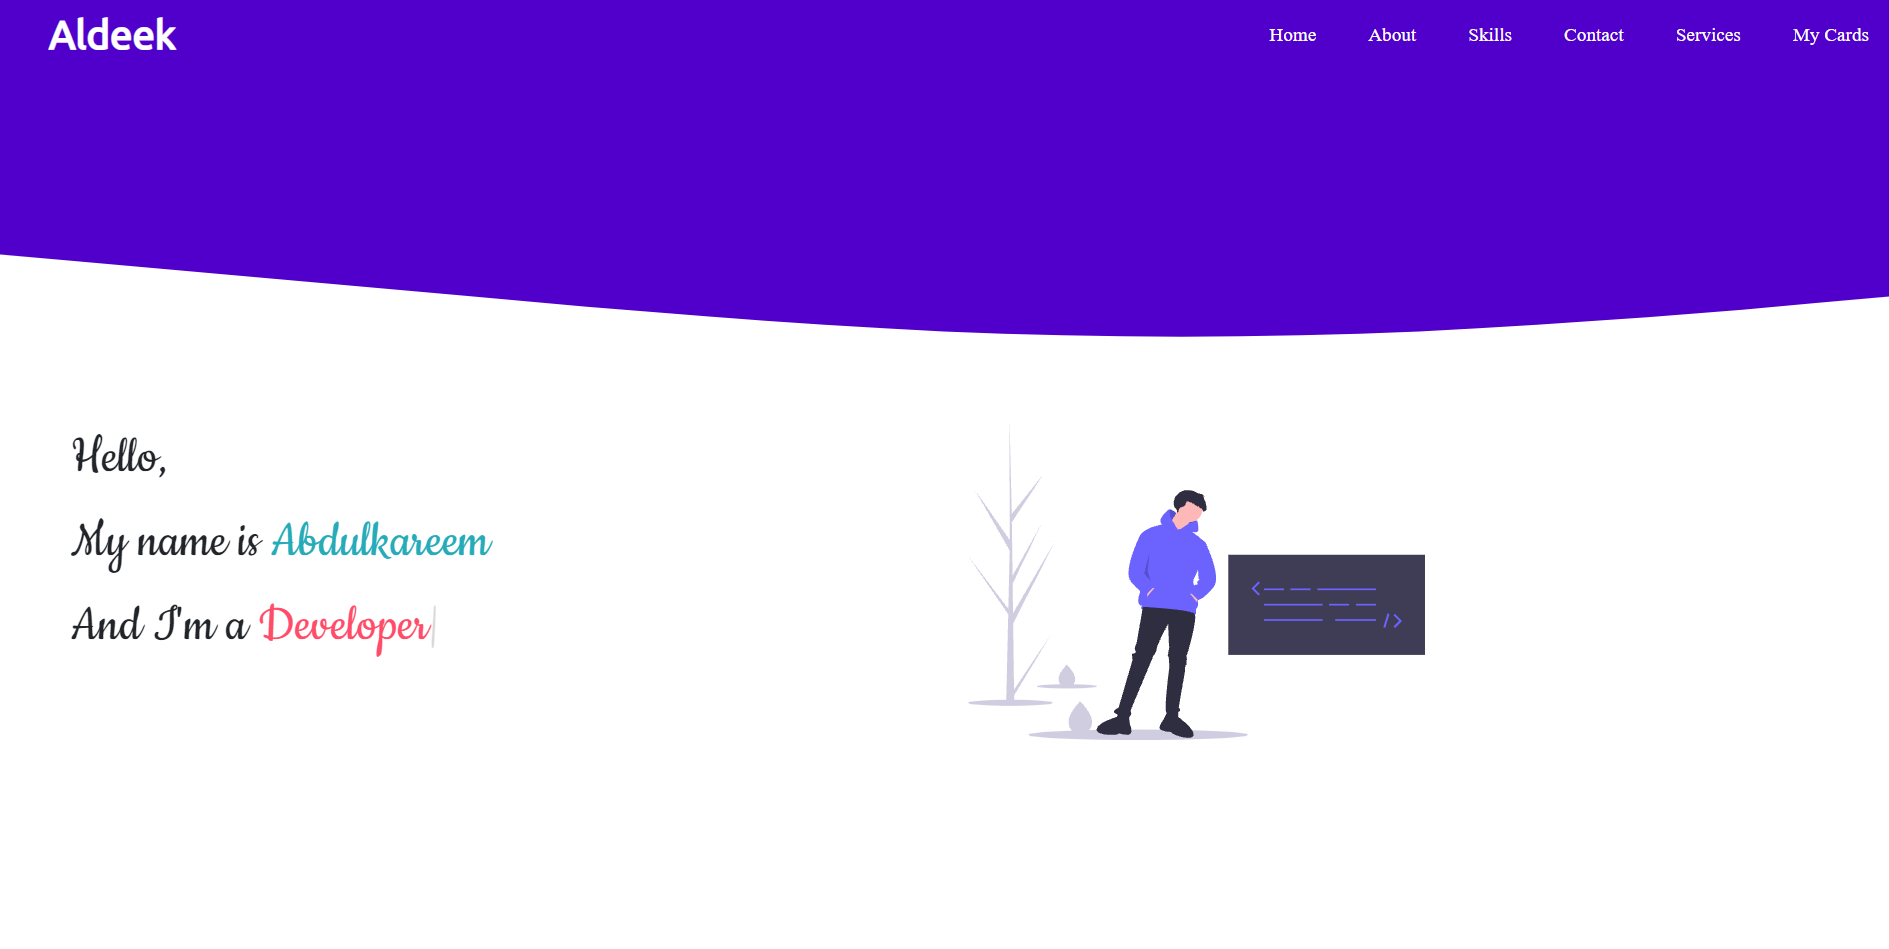 Aldeek
Home About Skills Contact Services My Cards
Hello,
My name is Abdulkareem
And I'm a Developer|